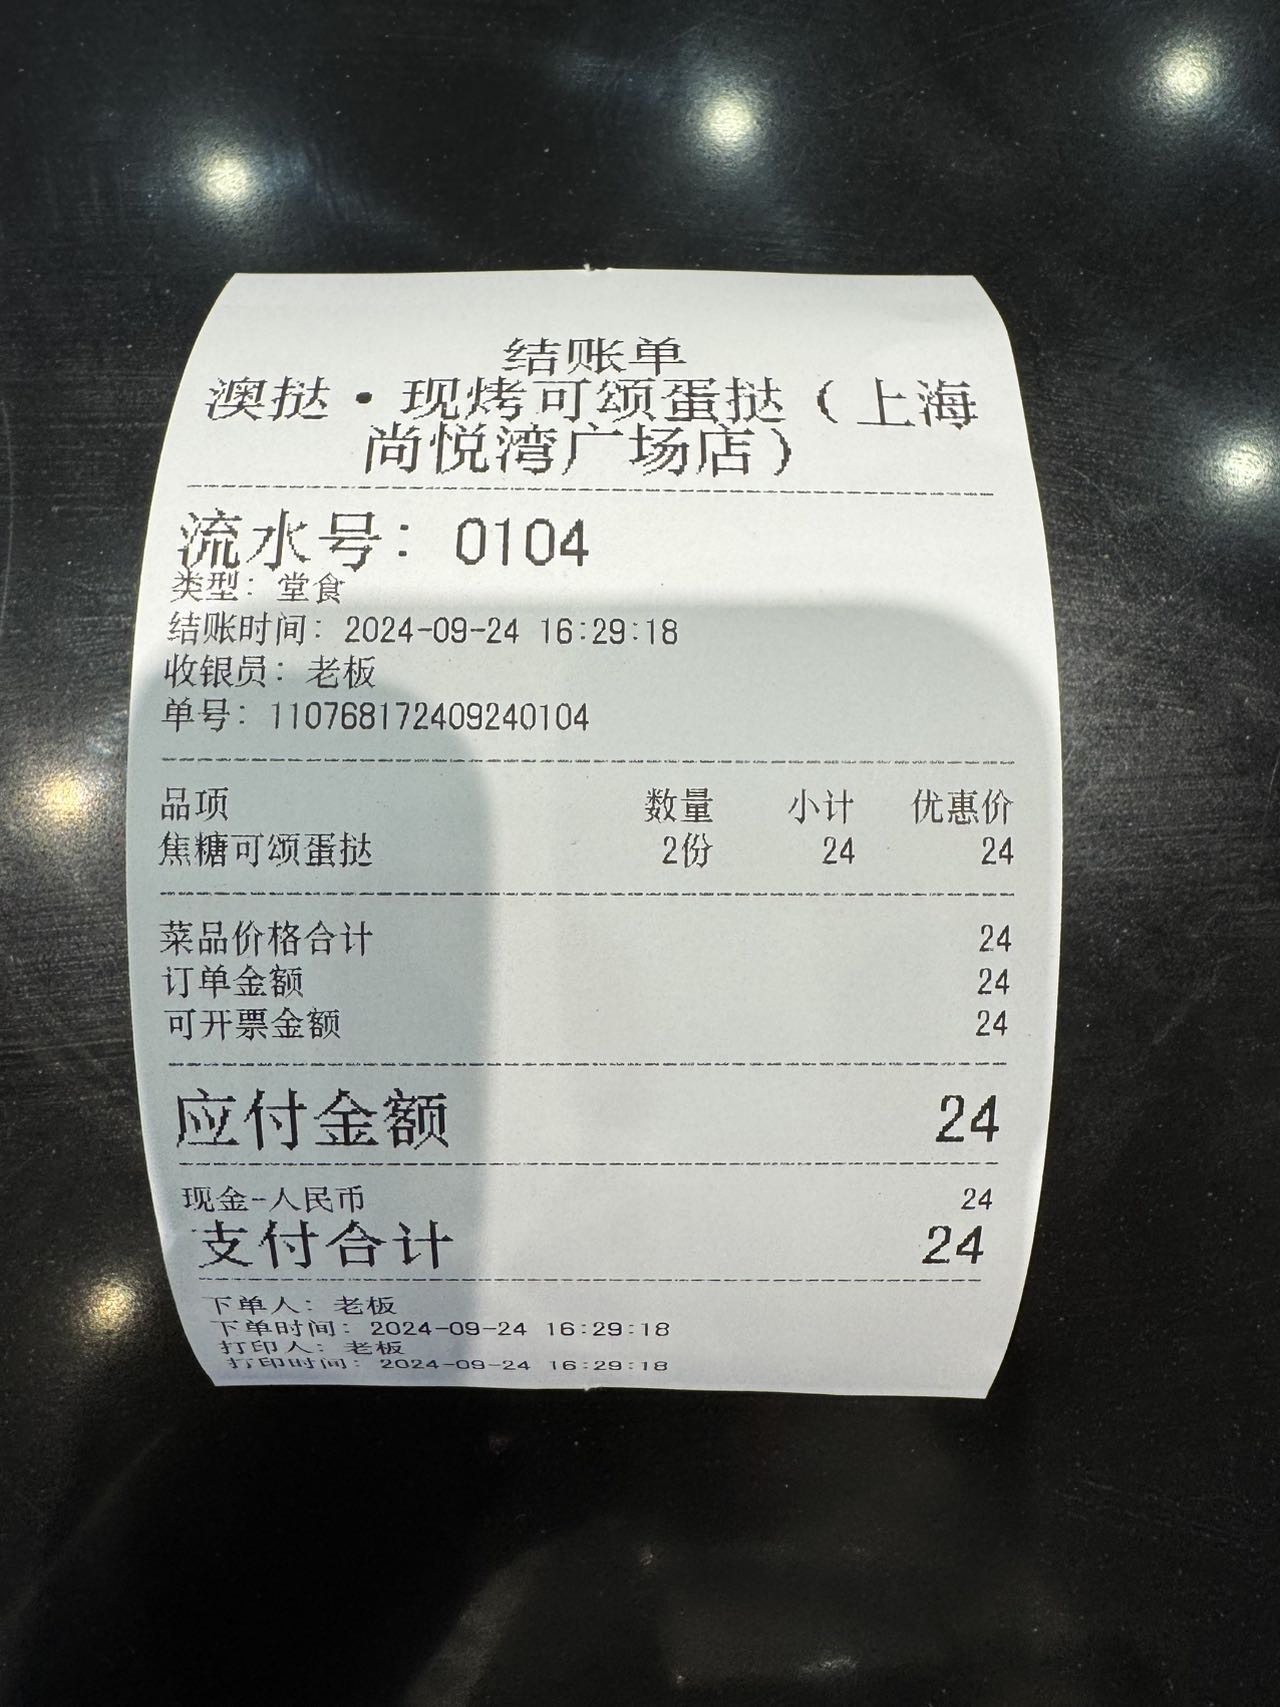 结账单
澳挞·现烤可颂蛋挞（上海
尚悦湾广场店）
流水号：0104
类型：堂食
结账时间：2024-09-24 16:29:18
收银员：老板
单号：110768172409240104
品项 数量 小计 优惠价
焦糖可颂蛋挞 2份 24 24
菜品价格合计 24
订单金额 24
可开票金额 24
应付金额 24
现金-人民币 24
支付合计 24
下单人：老板
下单时间：2024-09-24 16:29:18
打印人：老板
打印时间：2024-09-24 16:29:18